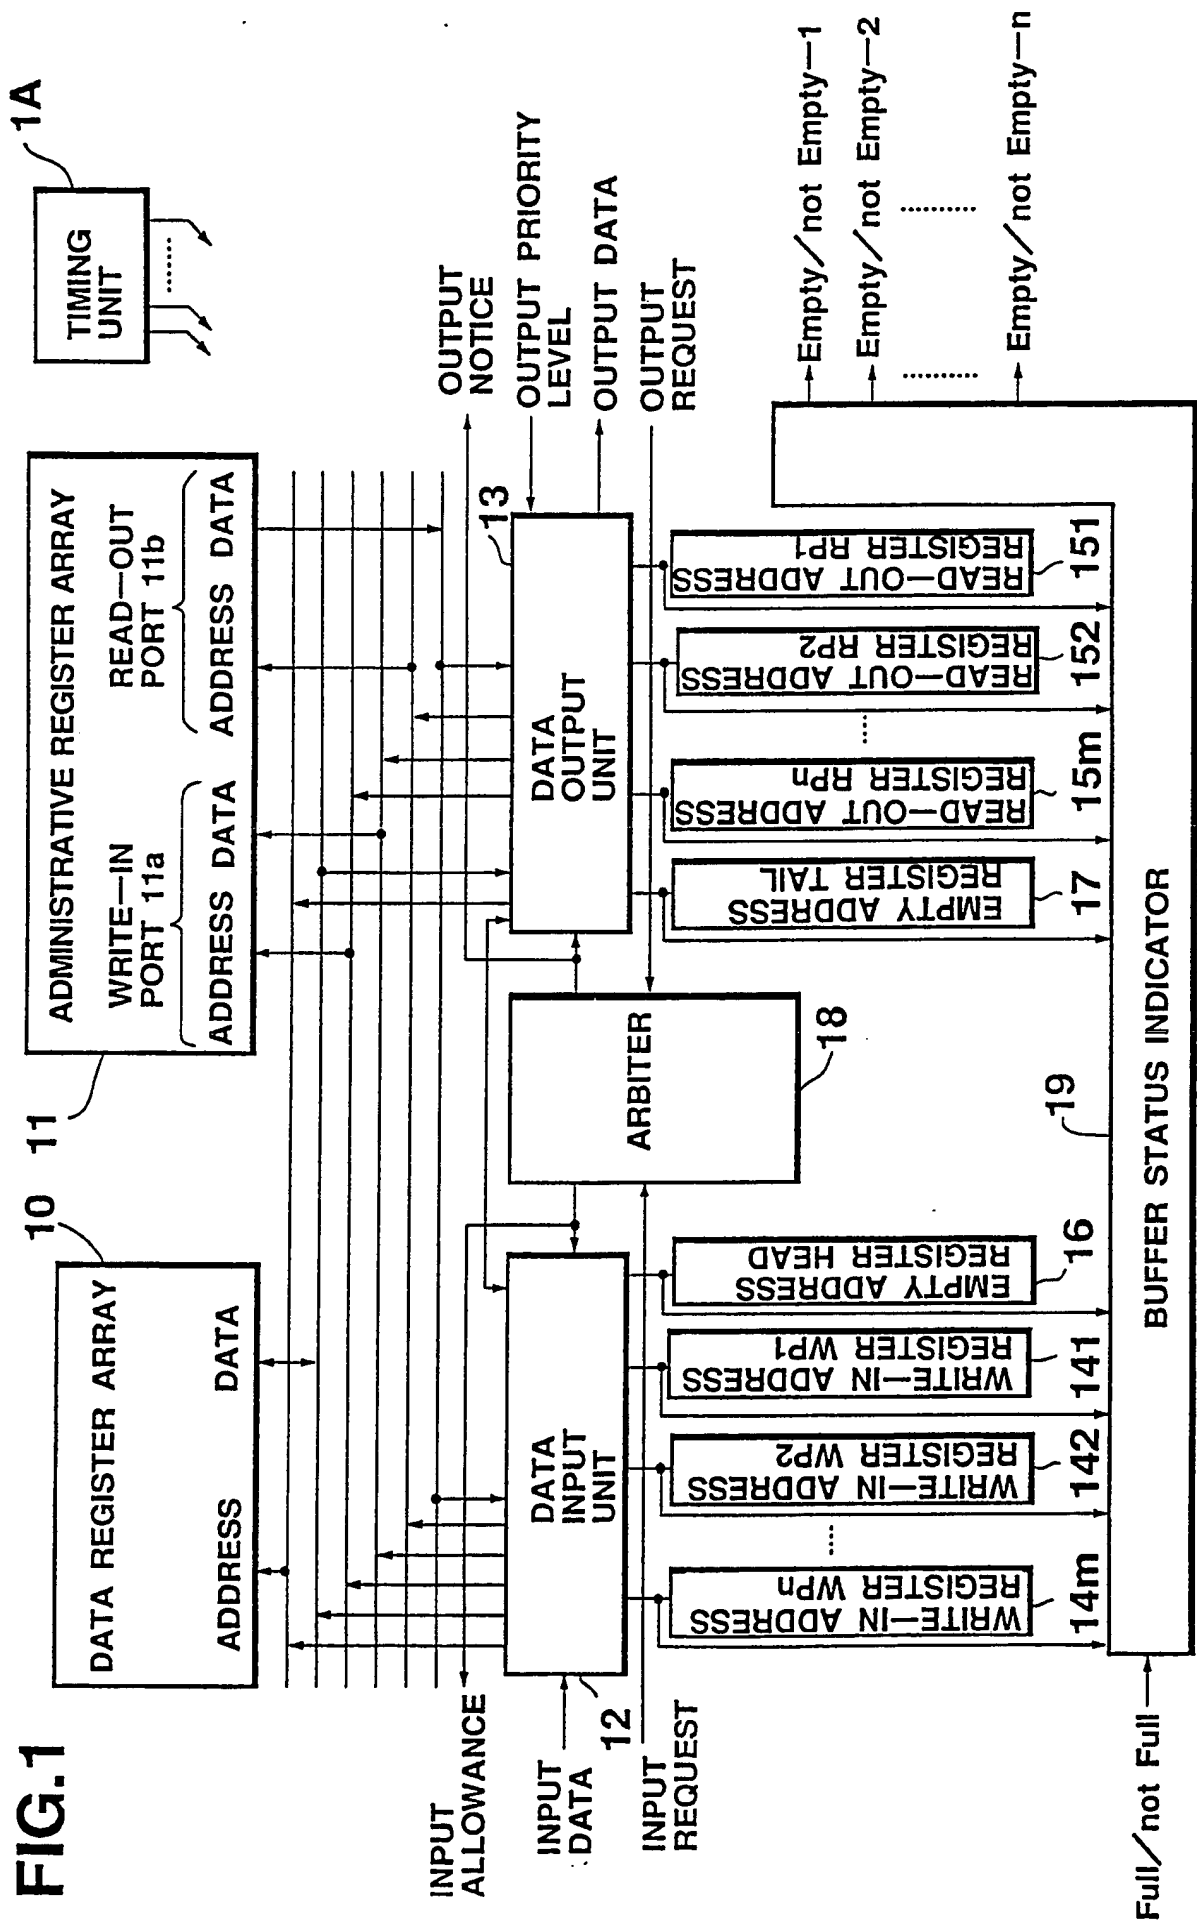 FIG.1
10
DATA REGISTER ARRAY
ADDRESS DATA
11
ADMINISTRATIVE REGISTER ARRAY
WRITE—IN
PORT 11a
READ—OUT
PORT 11b
ADDRESS DATA
ADDRESS DATA
1A
TIMING
UNIT
INPUT
ALLOWANCE
INPUT
DATA
INPUT
REQUEST
12
DATA
INPUT
UNIT
ARBITER
18
13
DATA
OUTPUT
UNIT
OUTPUT
NOTICE
OUTPUT PRIORITY
LEVEL
OUTPUT DATA
OUTPUT
REQUEST
WRITE—IN ADDRESS
REGISTER WPn
14m
WRITE—IN ADDRESS
REGISTER WP2
142
WRITE—IN ADDRESS
REGISTER WP1
141
EMPTY ADDRESS
REGISTER HEAD
16
EMPTY ADDRESS
REGISTER TAIL
17
READ—OUT ADDRESS
REGISTER RPn
15m
READ—OUT ADDRESS
REGISTER RP2
152
READ—OUT ADDRESS
REGISTER RP1
151
19
BUFFER STATUS INDICATOR
Full/not Full
Empty/not Empty—1
Empty/not Empty—2
Empty/not Empty—n